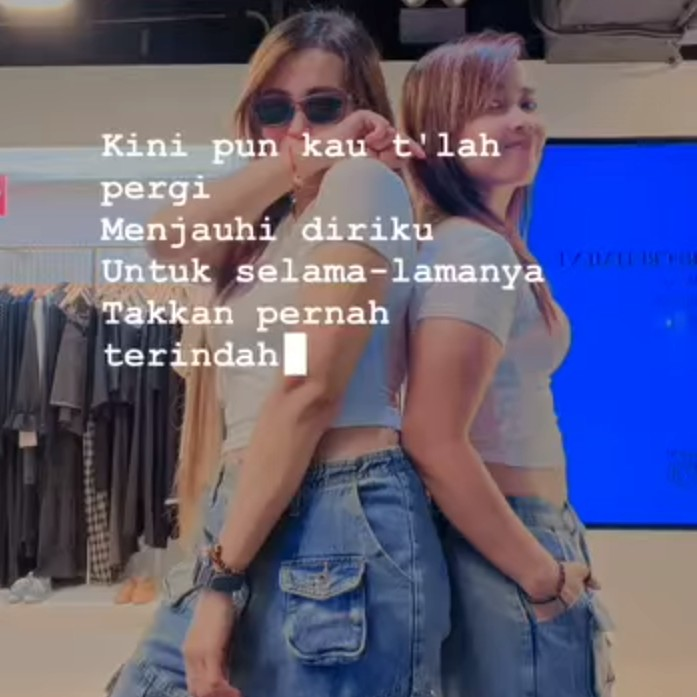 Kini pun kau t'lah
pergi
Menjauhi diriku
Untuk selama-lamanya
Takkan pernah
terindah